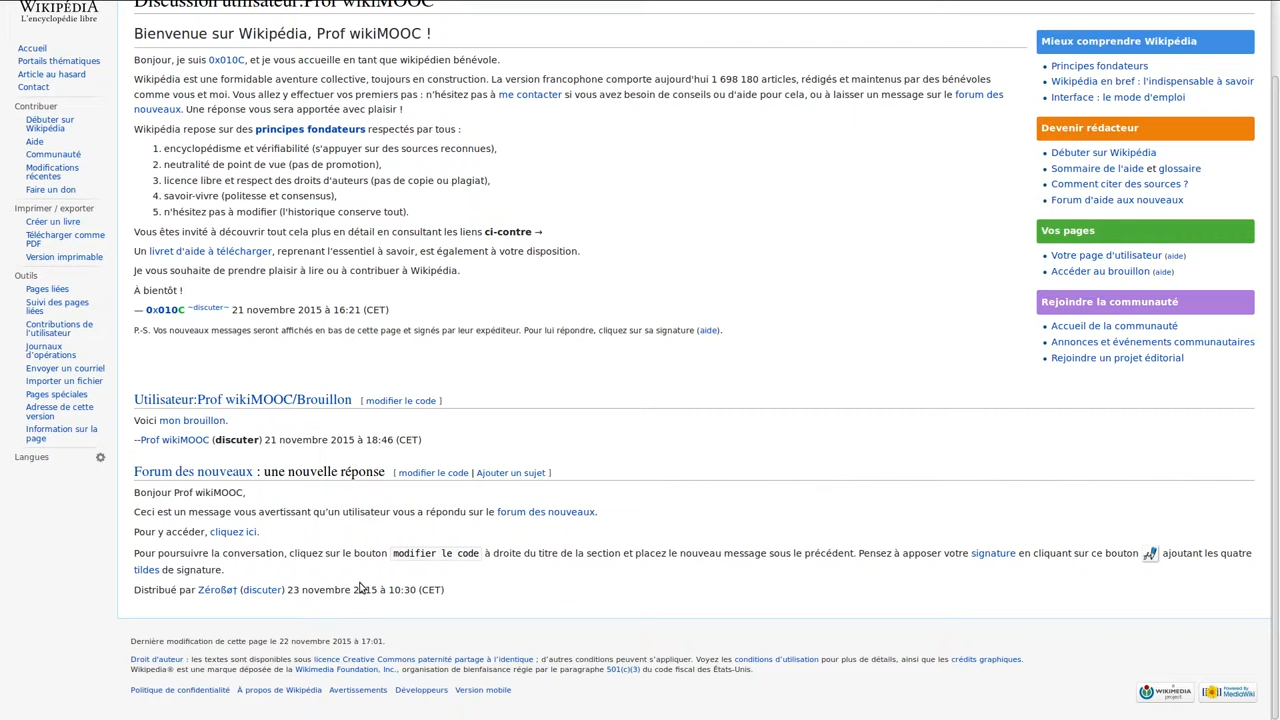 WIKIPÉDIA
L'encyclopédie libre
Accueil
Portails thématiques
Article au hasard
Contact
Contribuer
Débuter sur
Wikipédia
Aide
Communauté
Modifications
récentes
Faire un don
Imprimer / exporter
Créer un livre
Télécharger comme
PDF
Version imprimable
Outils
Pages liées
Suivi des pages
liées
Contributions de
l'utilisateur
Journaux
d'opérations
Envoyer un courriel
Importer un fichier
Pages spéciales
Adresse de cette
version
Information sur la
page
Langues
Discussion utilisateur:Prof wikiMOOC
Bienvenue sur Wikipédia, Prof wikiMOOC !
Bonjour, je suis 0x010C, et je vous accueille en tant que wikipédien bénévole.
Wikipédia est une formidable aventure collective, toujours en construction. La version francophone comporte aujourd'hui 1 698 180 articles, rédigés et maintenus par des bénévoles
comme vous et moi. Vous allez y effectuer vos premiers pas : n'hésitez pas à me contacter si vous avez besoin de conseils ou d'aide pour cela, ou à laisser un message sur le forum des
nouveaux. Une réponse vous sera apportée avec plaisir !
Wikipédia repose sur des principes fondateurs respectés par tous :
1. encyclopédisme et vérifiabilité (s'appuyer sur des sources reconnues),
2. neutralité de point de vue (pas de promotion),
3. licence libre et respect des droits d'auteurs (pas de copie ou plagiat),
4. savoir-vivre (politesse et consensus),
5. n'hésitez pas à modifier (l'historique conserve tout).
Vous êtes invité à découvrir tout cela plus en détail en consultant les liens ci-contre →
Un livret d'aide à télécharger, reprenant l'essentiel à savoir, est également à votre disposition.
Je vous souhaite de prendre plaisir à lire ou à contribuer à Wikipédia.
À bientôt !
— 0x010C ~discuter~ 21 novembre 2015 à 16:21 (CET)
P.-S. Vos nouveaux messages seront affichés en bas de cette page et signés par leur expéditeur. Pour lui répondre, cliquez sur sa signature (aide).
Mieux comprendre Wikipédia
• Principes fondateurs
• Wikipédia en bref : l'indispensable à savoir
• Interface : le mode d'emploi
Devenir rédacteur
• Débuter sur Wikipédia
• Sommaire de l'aide et glossaire
• Comment citer des sources ?
• Forum d'aide aux nouveaux
Vos pages
• Votre page d'utilisateur (aide)
• Accéder au brouillon (aide)
Rejoindre la communauté
• Accueil de la communauté
• Annonces et événements communautaires
• Rejoindre un projet éditorial
Utilisateur:Prof wikiMOOC/Brouillon [ modifier le code ]
Voici mon brouillon.
--Prof wikiMOOC (discuter) 21 novembre 2015 à 18:46 (CET)
Forum des nouveaux : une nouvelle réponse [ modifier le code | Ajouter un sujet ]
Bonjour Prof wikiMOOC,
Ceci est un message vous avertissant qu'un utilisateur vous a répondu sur le forum des nouveaux.
Pour y accéder, cliquez ici.
Pour poursuivre la conversation, cliquez sur le bouton modifier le code à droite du titre de la section et placez le nouveau message sous le précédent. Pensez à apposer votre signature en cliquant sur ce bouton ajoutant les quatre
tildes de signature.
Distribué par Zéroßø† (discuter) 23 novembre 2015 à 10:30 (CET)
Dernière modification de cette page le 22 novembre 2015 à 17:01.
Droit d'auteur : les textes sont disponibles sous licence Creative Commons paternité partage à l'identique ; d'autres conditions peuvent s'appliquer. Voyez les conditions d'utilisation pour plus de détails, ainsi que les crédits graphiques.
Wikipedia® est une marque déposée de la Wikimedia Foundation, Inc., organisation de bienfaisance régie par le paragraphe 501(c)(3) du code fiscal des États-Unis.
Politique de confidentialité À propos de Wikipédia Avertissements Développeurs Version mobile
A WIKIMEDIA project
Powered By MediaWiki